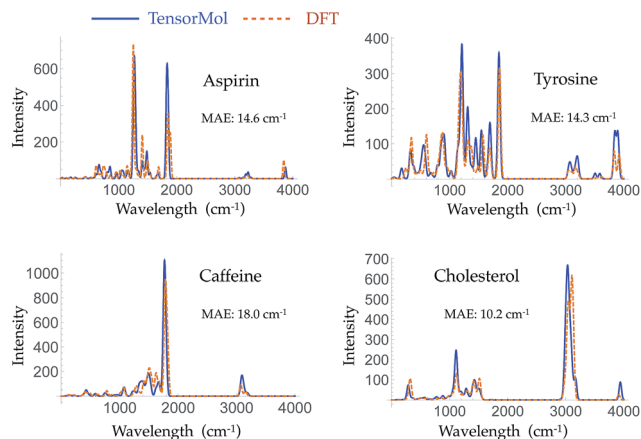 TensorMol DFT
Aspirin
MAE: 14.6 cm-1
Intensity
600
400
200
1000 2000 3000 4000
Wavelength (cm-1)
Tyrosine
MAE: 14.3 cm-1
Intensity
400
300
200
100
0 1000 2000 3000 4000
Wavelength (cm-1)
Caffeine
MAE: 18.0 cm-1
Intensity
1000
800
600
400
200
0 1000 2000 3000 4000
Wavelength (cm-1)
Cholesterol
MAE: 10.2 cm-1
Intensity
700
600
500
400
300
200
100
0 1000 2000 3000 4000
Wavelength (cm-1)